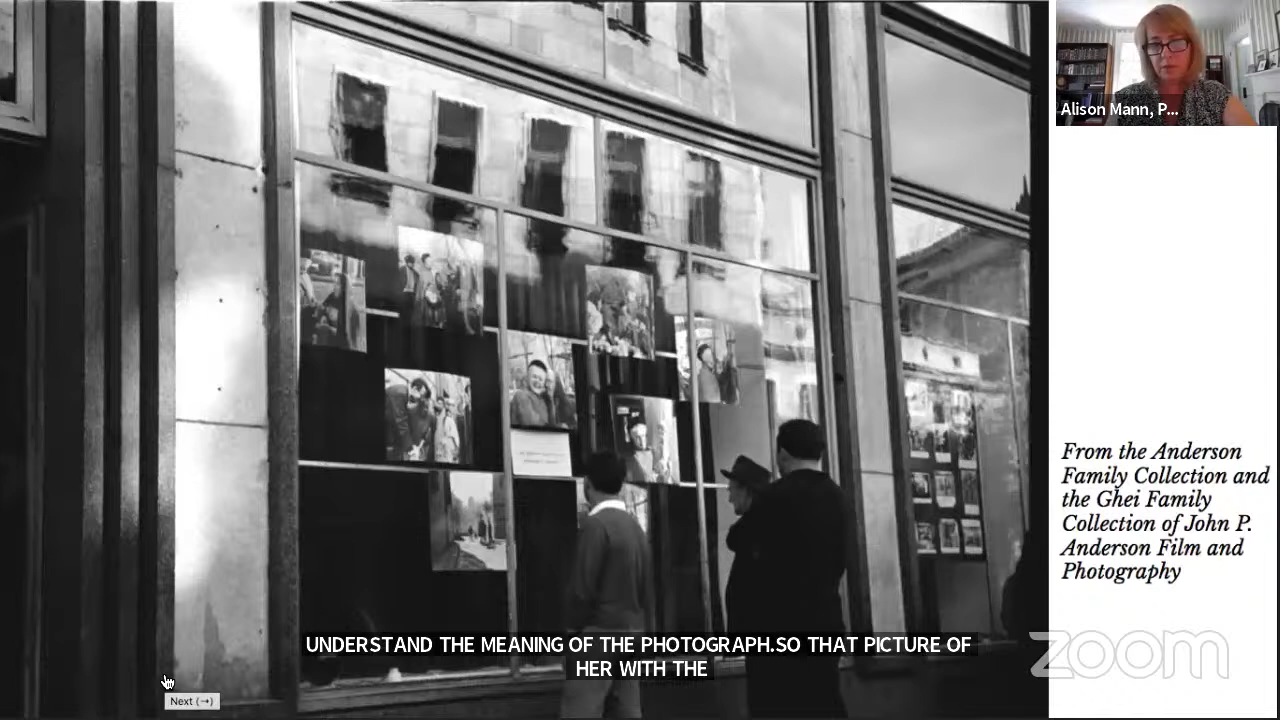 Alison Mann, P...
From the Anderson
Family Collection and
the Ghei Family
Collection of John P.
Anderson Film and
Photography
UNDERSTAND THE MEANING OF THE PHOTOGRAPH.SO THAT PICTURE OF
HER WITH THE
zoom
Next (→)